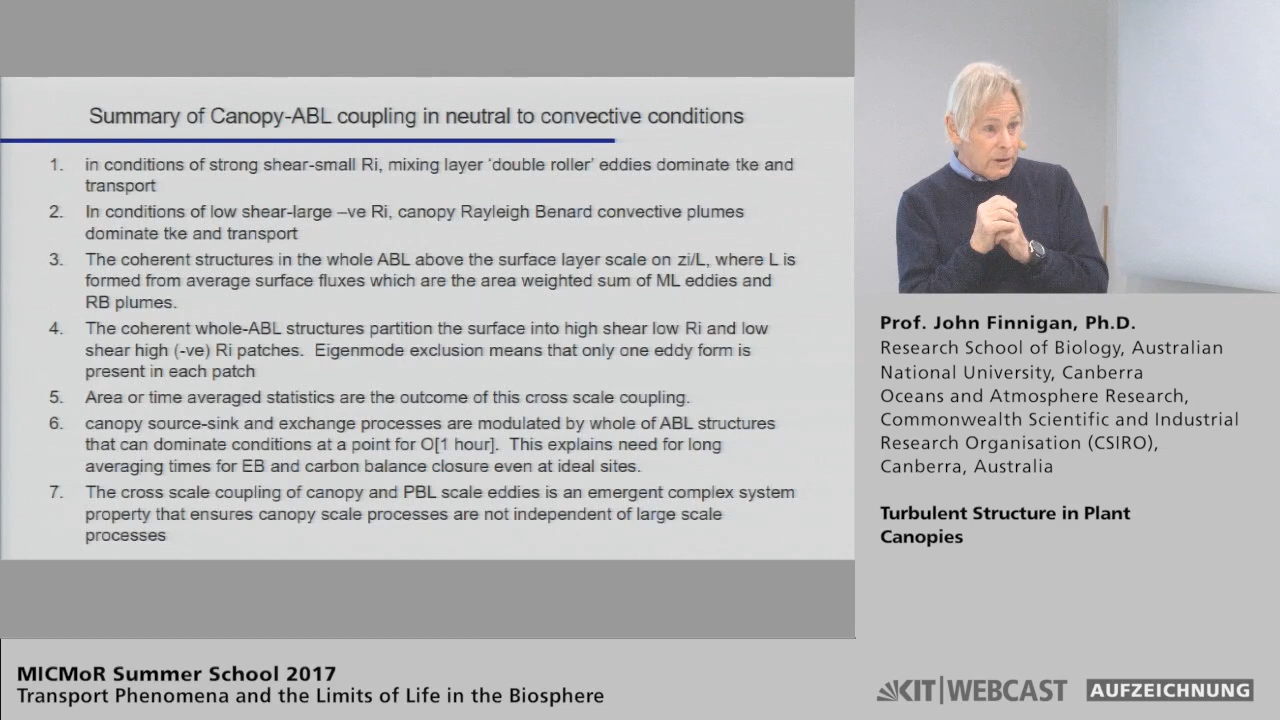 Summary of Canopy-ABL coupling in neutral to convective conditions
1. in conditions of strong shear-small Ri, mixing layer ‘double roller’ eddies dominate tke and
transport
2. In conditions of low shear-large –ve Ri, canopy Rayleigh Benard convective plumes
dominate tke and transport
3. The coherent structures in the whole ABL above the surface layer scale on zi/L, where L is
formed from average surface fluxes which are the area weighted sum of ML eddies and
RB plumes.
4. The coherent whole-ABL structures partition the surface into high shear low Ri and low
shear high (-ve) Ri patches. Eigenmode exclusion means that only one eddy form is
present in each patch
5. Area or time averaged statistics are the outcome of this cross scale coupling.
6. canopy source-sink and exchange processes are modulated by whole of ABL structures
that can dominate conditions at a point for O[1 hour]. This explains need for long
averaging times for EB and carbon balance closure even at ideal sites.
7. The cross scale coupling of canopy and PBL scale eddies is an emergent complex system
property that ensures canopy scale processes are not independent of large scale
processes
Prof. John Finnigan, Ph.D.
Research School of Biology, Australian
National University, Canberra
Oceans and Atmosphere Research,
Commonwealth Scientific and Industrial
Research Organisation (CSIRO),
Canberra, Australia
Turbulent Structure in Plant
Canopies
MICMoR Summer School 2017
Transport Phenomena and the Limits of Life in the Biosphere
KIT|WEBCAST AUFZEICHNUNG